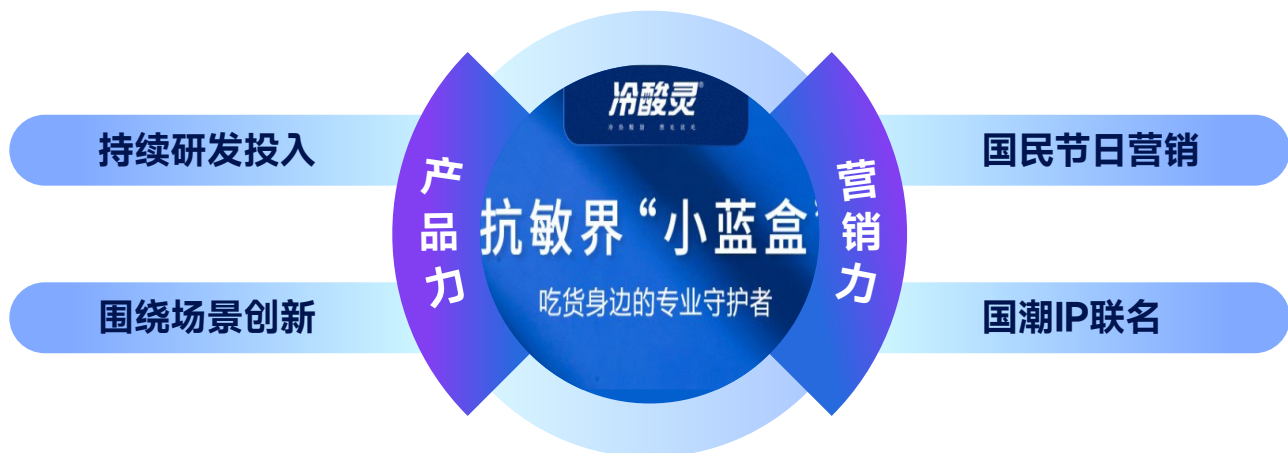 持续研发投入
围绕场景创新
产品力
冷酸灵®
抗敏界“小蓝盒”
吃货身边的专业守护者
营销力
国民节日营销
国潮IP联名